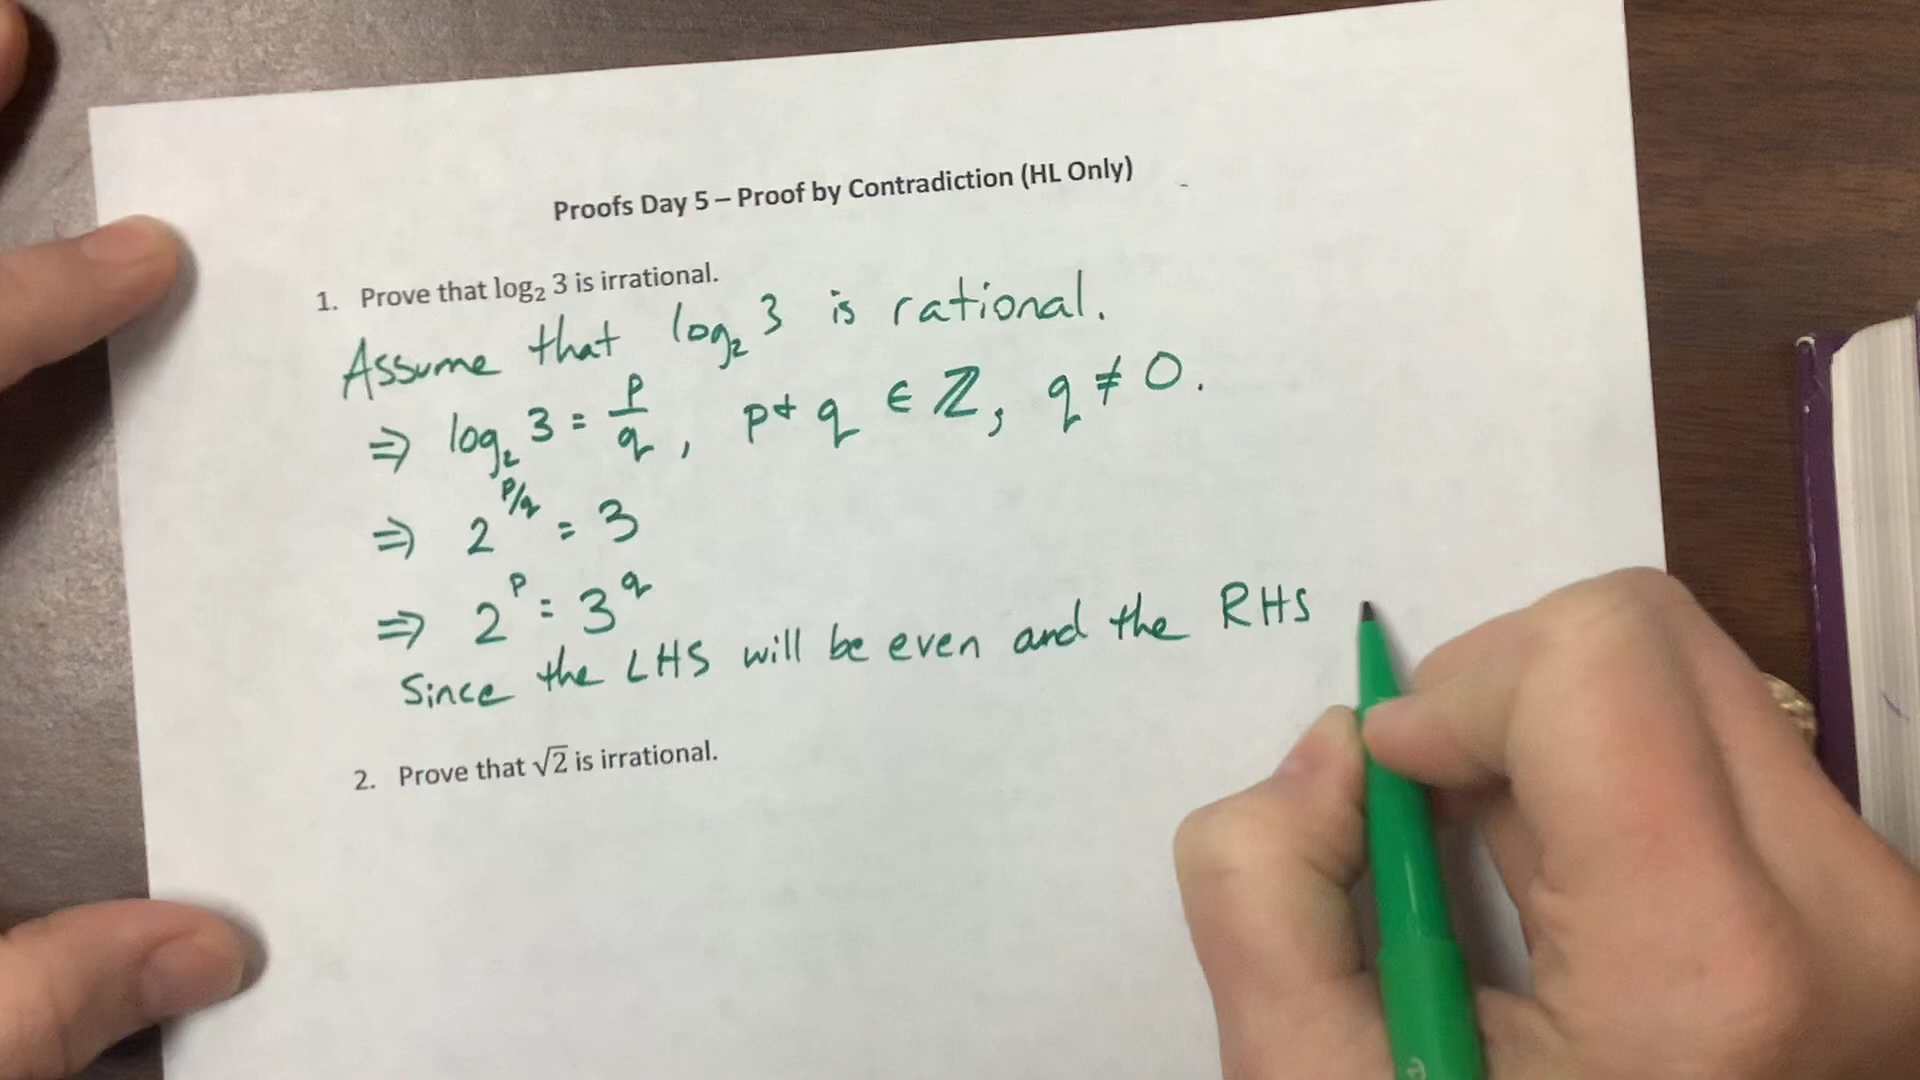 Proofs Day 5 – Proof by Contradiction (HL Only)
1. Prove that log₂ 3 is irrational.
Assume that log₂ 3 is rational.
⇒ log₂ 3 = p/q , p + q ∈ ℤ, q ≠ 0.
⇒ 2^(p/q) = 3
⇒ 2^p = 3^q
Since the LHS will be even and the RHS
2. Prove that √2 is irrational.